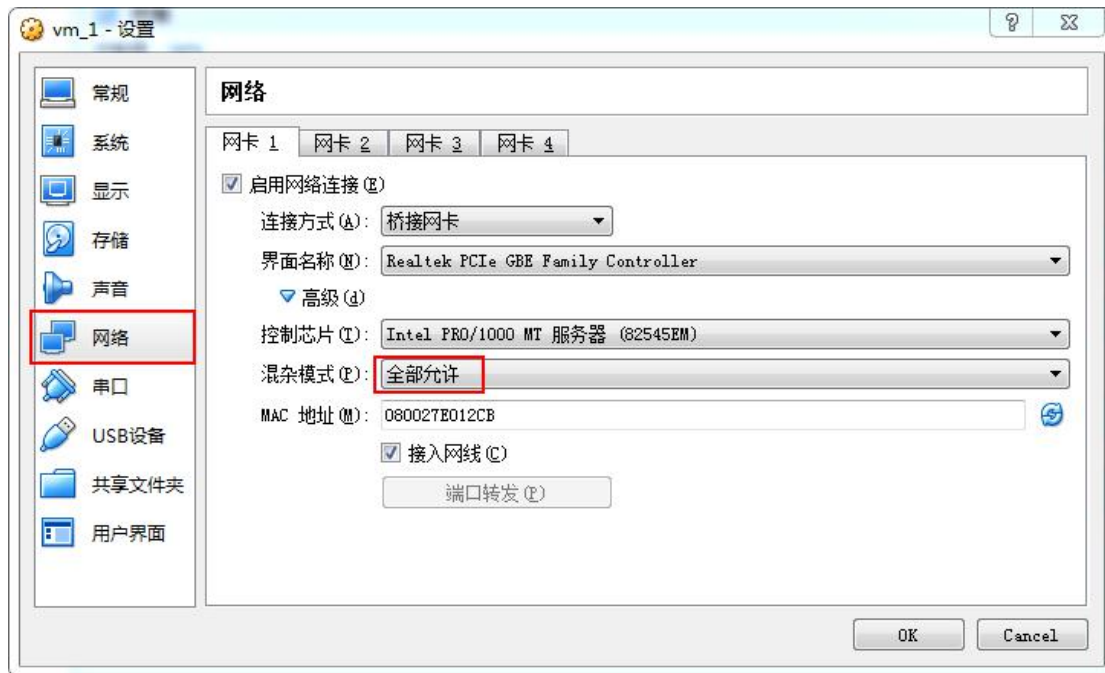 vm_1 - 设置
常规
系统
显示
存储
声音
网络
串口
USB设备
共享文件夹
用户界面
网络
网卡 1 网卡 2 网卡 3 网卡 4
启用网络连接(E)
连接方式(A): 桥接网卡
界面名称(N): Realtek PCIe GBE Family Controller
高级(d)
控制芯片(T): Intel PRO/1000 MT 服务器 (82545EM)
混杂模式(P): 全部允许
MAC 地址(M): 080027E012CB
接入网线(C)
端口转发(P)
OK Cancel